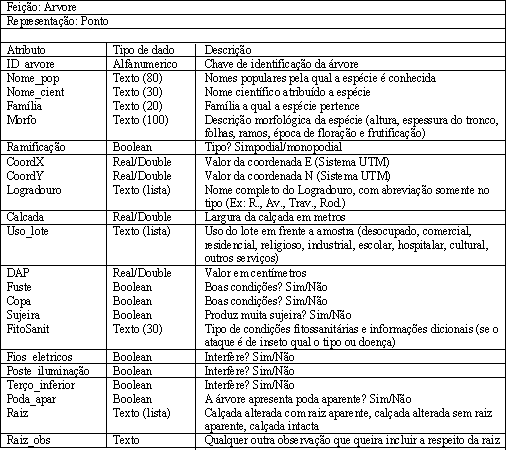 Feição: Arvore
Representação: Ponto
Atributo Tipo de dado Descrição
ID_arvore Alfanumerico Chave de identificação da árvore
Nome_pop Texto (80) Nomes populares pela qual a espécie é conhecida
Nome_cient Texto (30) Nome científico atribuído a espécie
Família Texto (20) Família a qual a espécie pertence
Morfo Texto (100) Descrição morfológica da espécie (altura, espessura do tronco,
folhas, ramos, época de floração e frutificação)
Ramificação Boolean Tipo? Simpodial/monopodial
CoordX Real/Double Valor da coordenada E (Sistema UTM)
CoordY Real/Double Valor da coordenada N (Sistema UTM)
Logradouro Texto (lista) Nome completo do Logradouro, com abreviação somente no
tipo (Ex: R., Av., Trav., Rod.)
Calcada Real/Double Largura da calçada em metros
Uso_lote Texto (lista) Uso do lote em frente a amostra (desocupado, comercial,
residencial, religioso, industrial, escolar, hospitalar, cultural,
outros serviços)
DAP Real/Double Valor em centímetros
Fuste Boolean Boas condições? Sim/Não
Copa Boolean Boas condições? Sim/Não
Sujeira Boolean Produz muita sujeira? Sim/Não
FitoSanit Texto (30) Tipo de condições fitossanitárias e informações dicionais (se o
ataque é de inseto qual o tipo ou doença)
Fios_eletricos Boolean Interfere? Sim/Não
Poste_iluminação Boolean Interfere? Sim/Não
Terço_inferior Boolean Interfere? Sim/Não
Poda_apar Boolean A árvore apresenta poda aparente? Sim/Não
Raiz Texto (lista) Calçada alterada com raiz aparente, calçada alterada sem raiz
aparente, calçada intacta
Raiz_obs Texto Qualquer outra observação que queira incluir a respeito da raiz